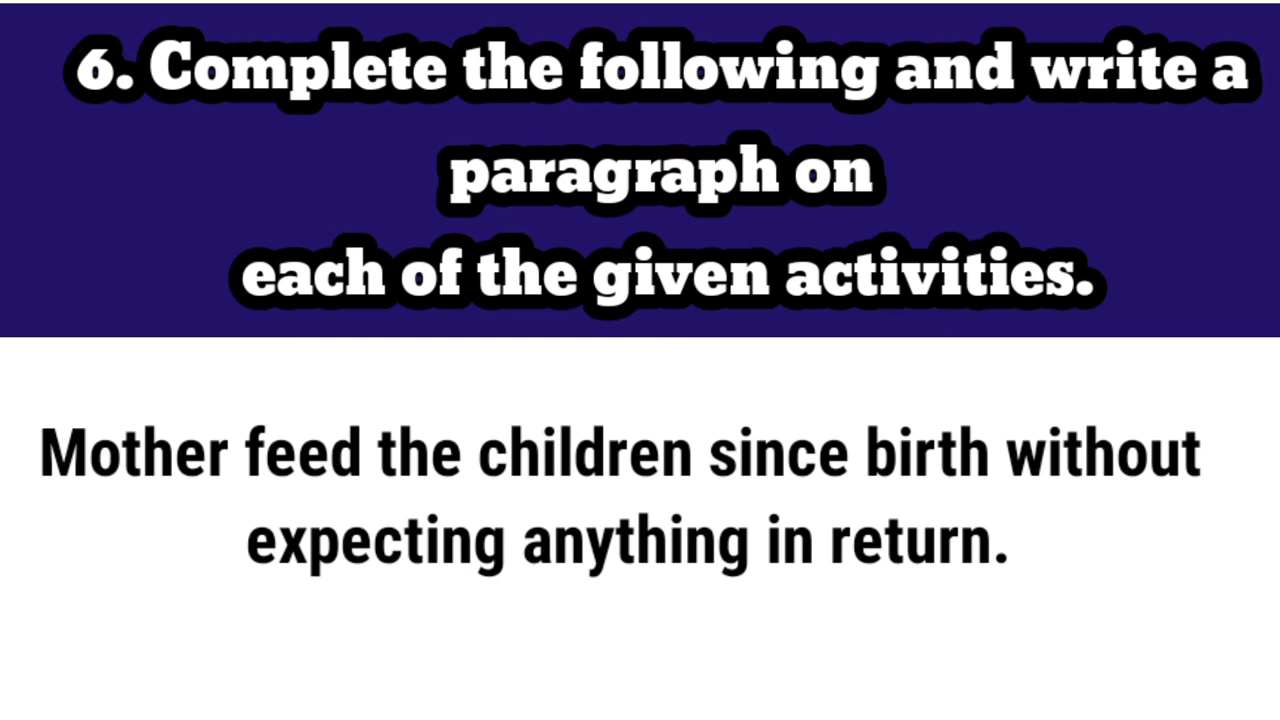 6. Complete the following and write a
paragraph on
each of the given activities.
Mother feed the children since birth without
expecting anything in return.